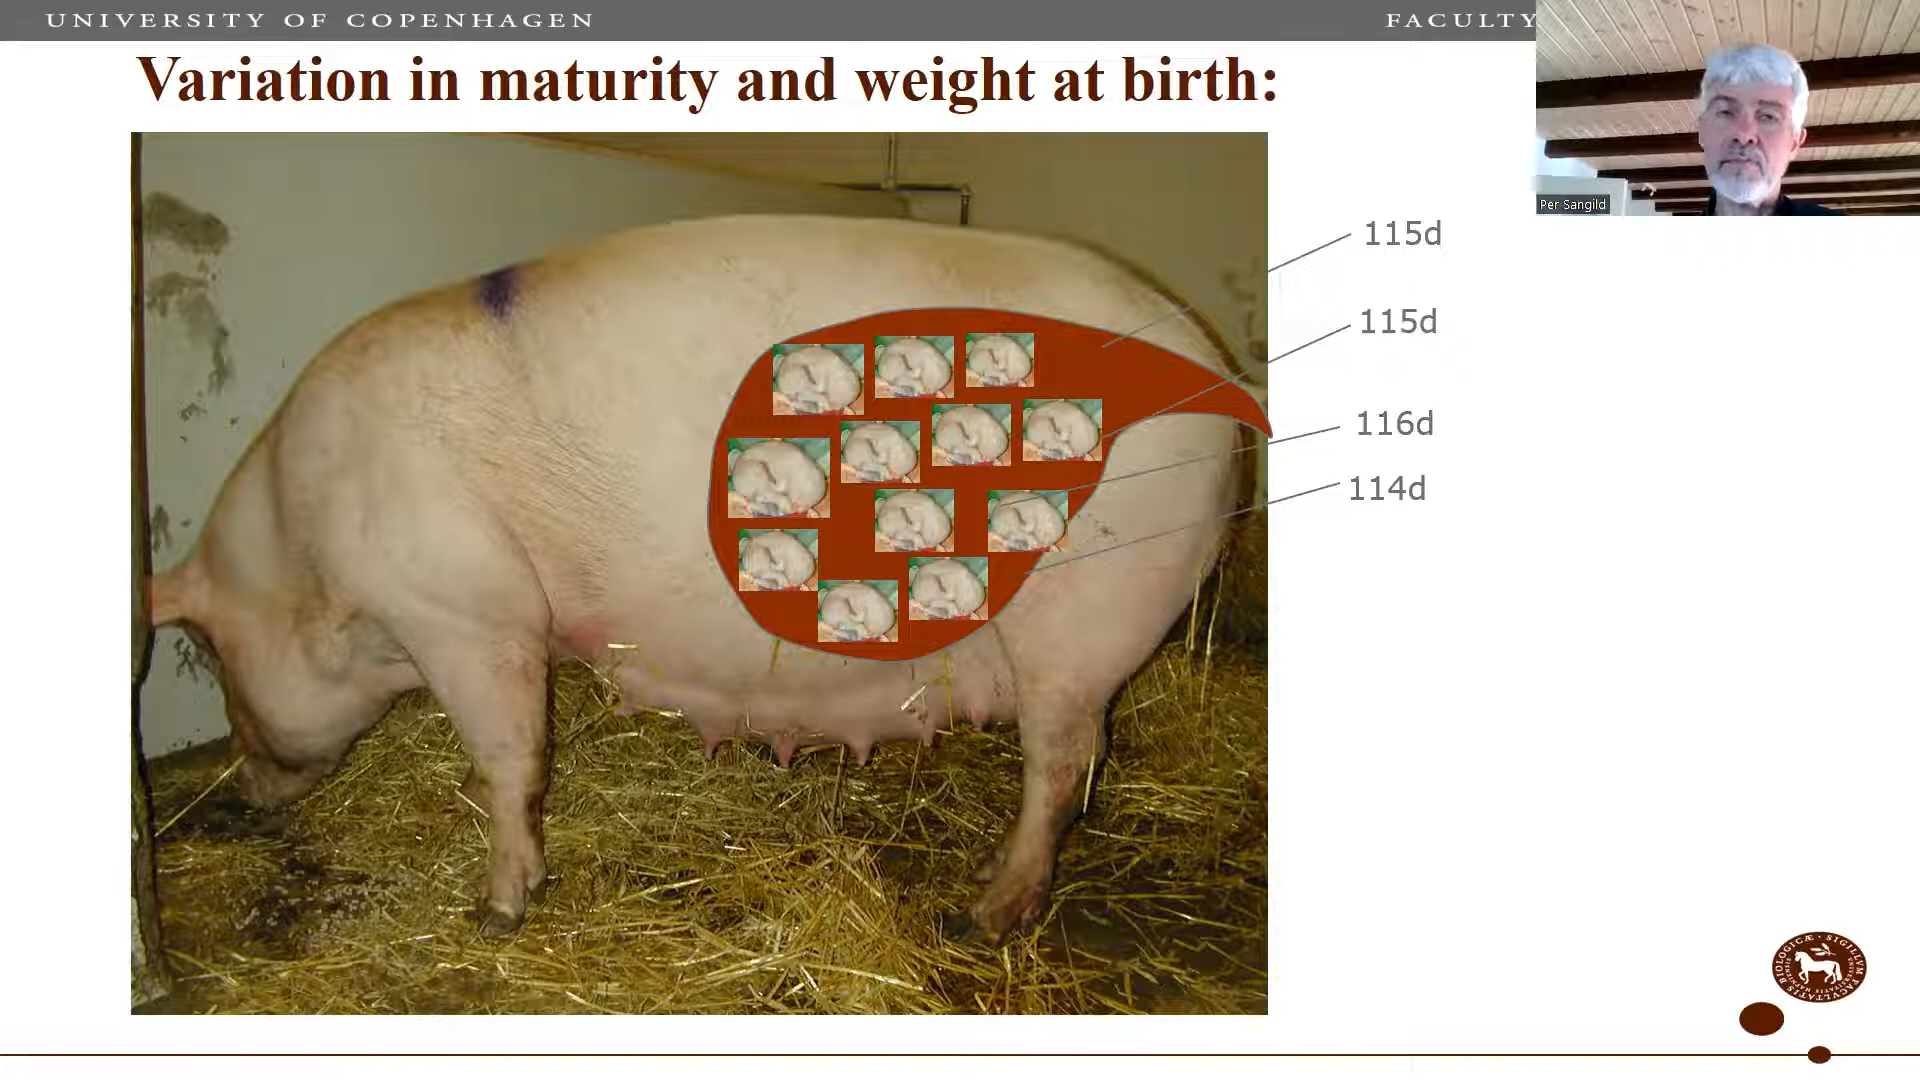 UNIVERSITY OF COPENHAGEN
FACULTY
Variation in maturity and weight at birth:
Per Sangild
115d
115d
116d
114d